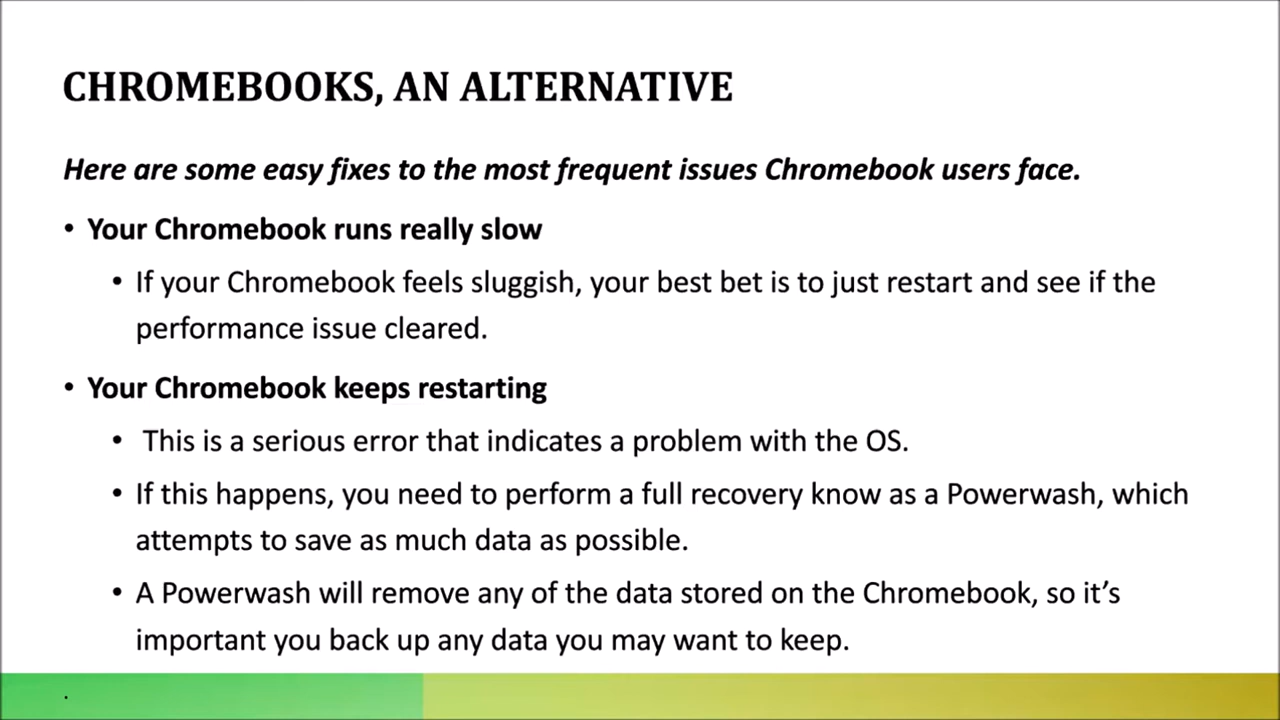 CHROMEBOOKS, AN ALTERNATIVE
Here are some easy fixes to the most frequent issues Chromebook users face.
• Your Chromebook runs really slow
• If your Chromebook feels sluggish, your best bet is to just restart and see if the
performance issue cleared.
• Your Chromebook keeps restarting
• This is a serious error that indicates a problem with the OS.
• If this happens, you need to perform a full recovery know as a Powerwash, which
attempts to save as much data as possible.
• A Powerwash will remove any of the data stored on the Chromebook, so it’s
important you back up any data you may want to keep.
.